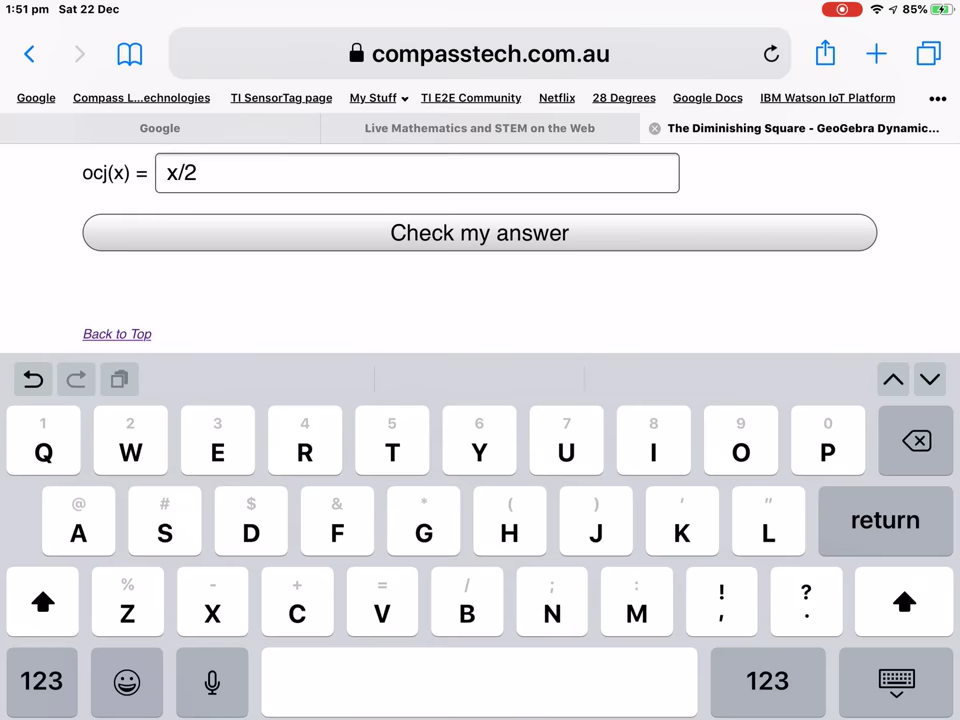 1:51 pm Sat 22 Dec 85%
compasstech.com.au
Google Compass L...echnologies TI SensorTag page My Stuff TI E2E Community Netflix 28 Degrees Google Docs IBM Watson IoT Platform •••
Google Live Mathematics and STEM on the Web The Diminishing Square - GeoGebra Dynamic...
ocj(x) = x/2
Check my answer
Back to Top
1 2 3 4 5 6 7 8 9 0
Q W E R T Y U I O P
@ # $ & * ( ) ' "
A S D F G H J K L return
% - + = / ; : ! ?
Z X C V B N M , .
123 123